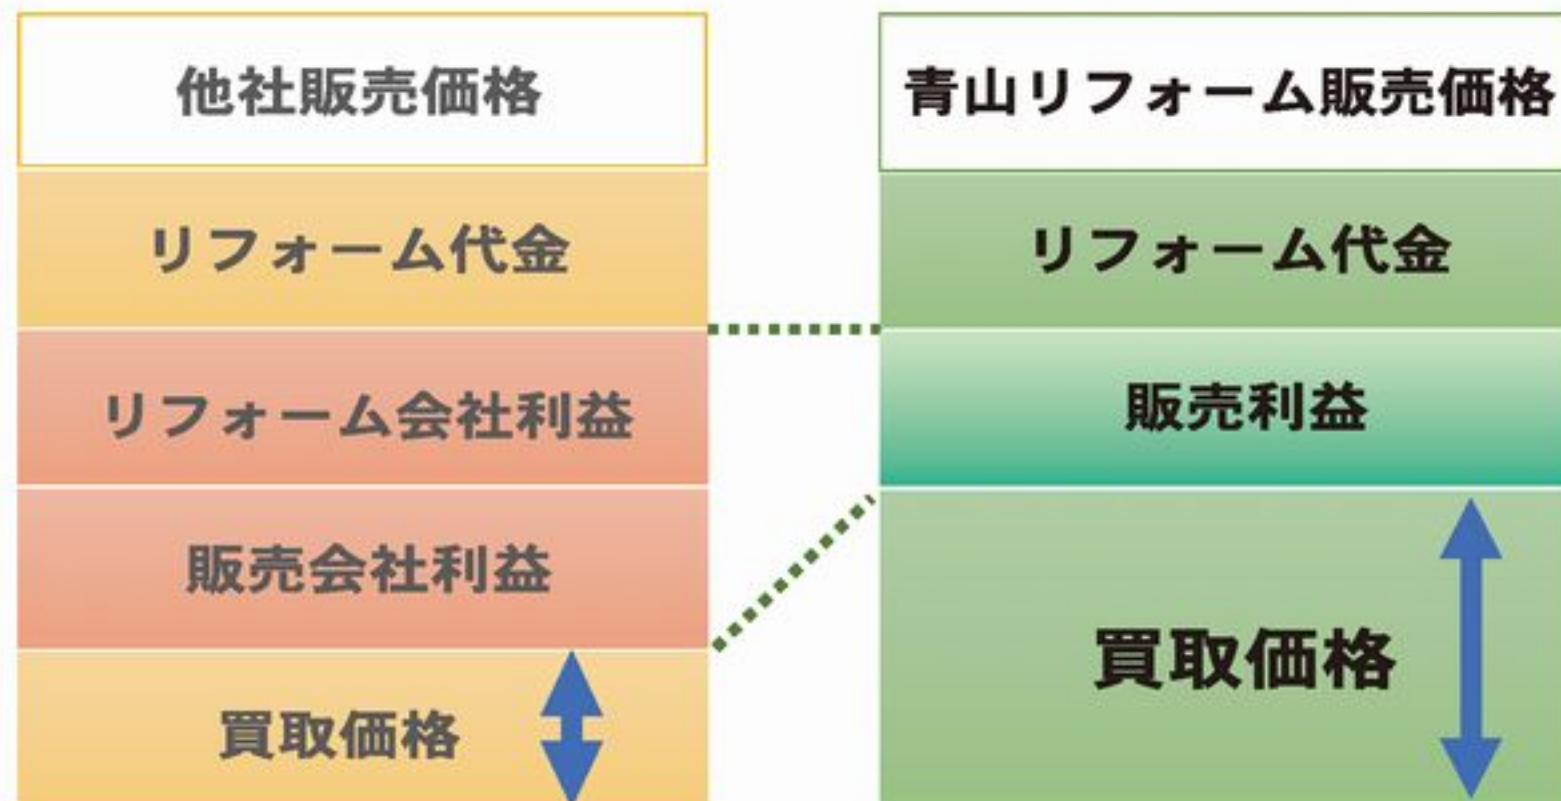 他社販売価格
リフォーム代金
リフォーム会社利益
販売会社利益
買取価格
青山リフォーム販売価格
リフォーム代金
販売利益
買取価格